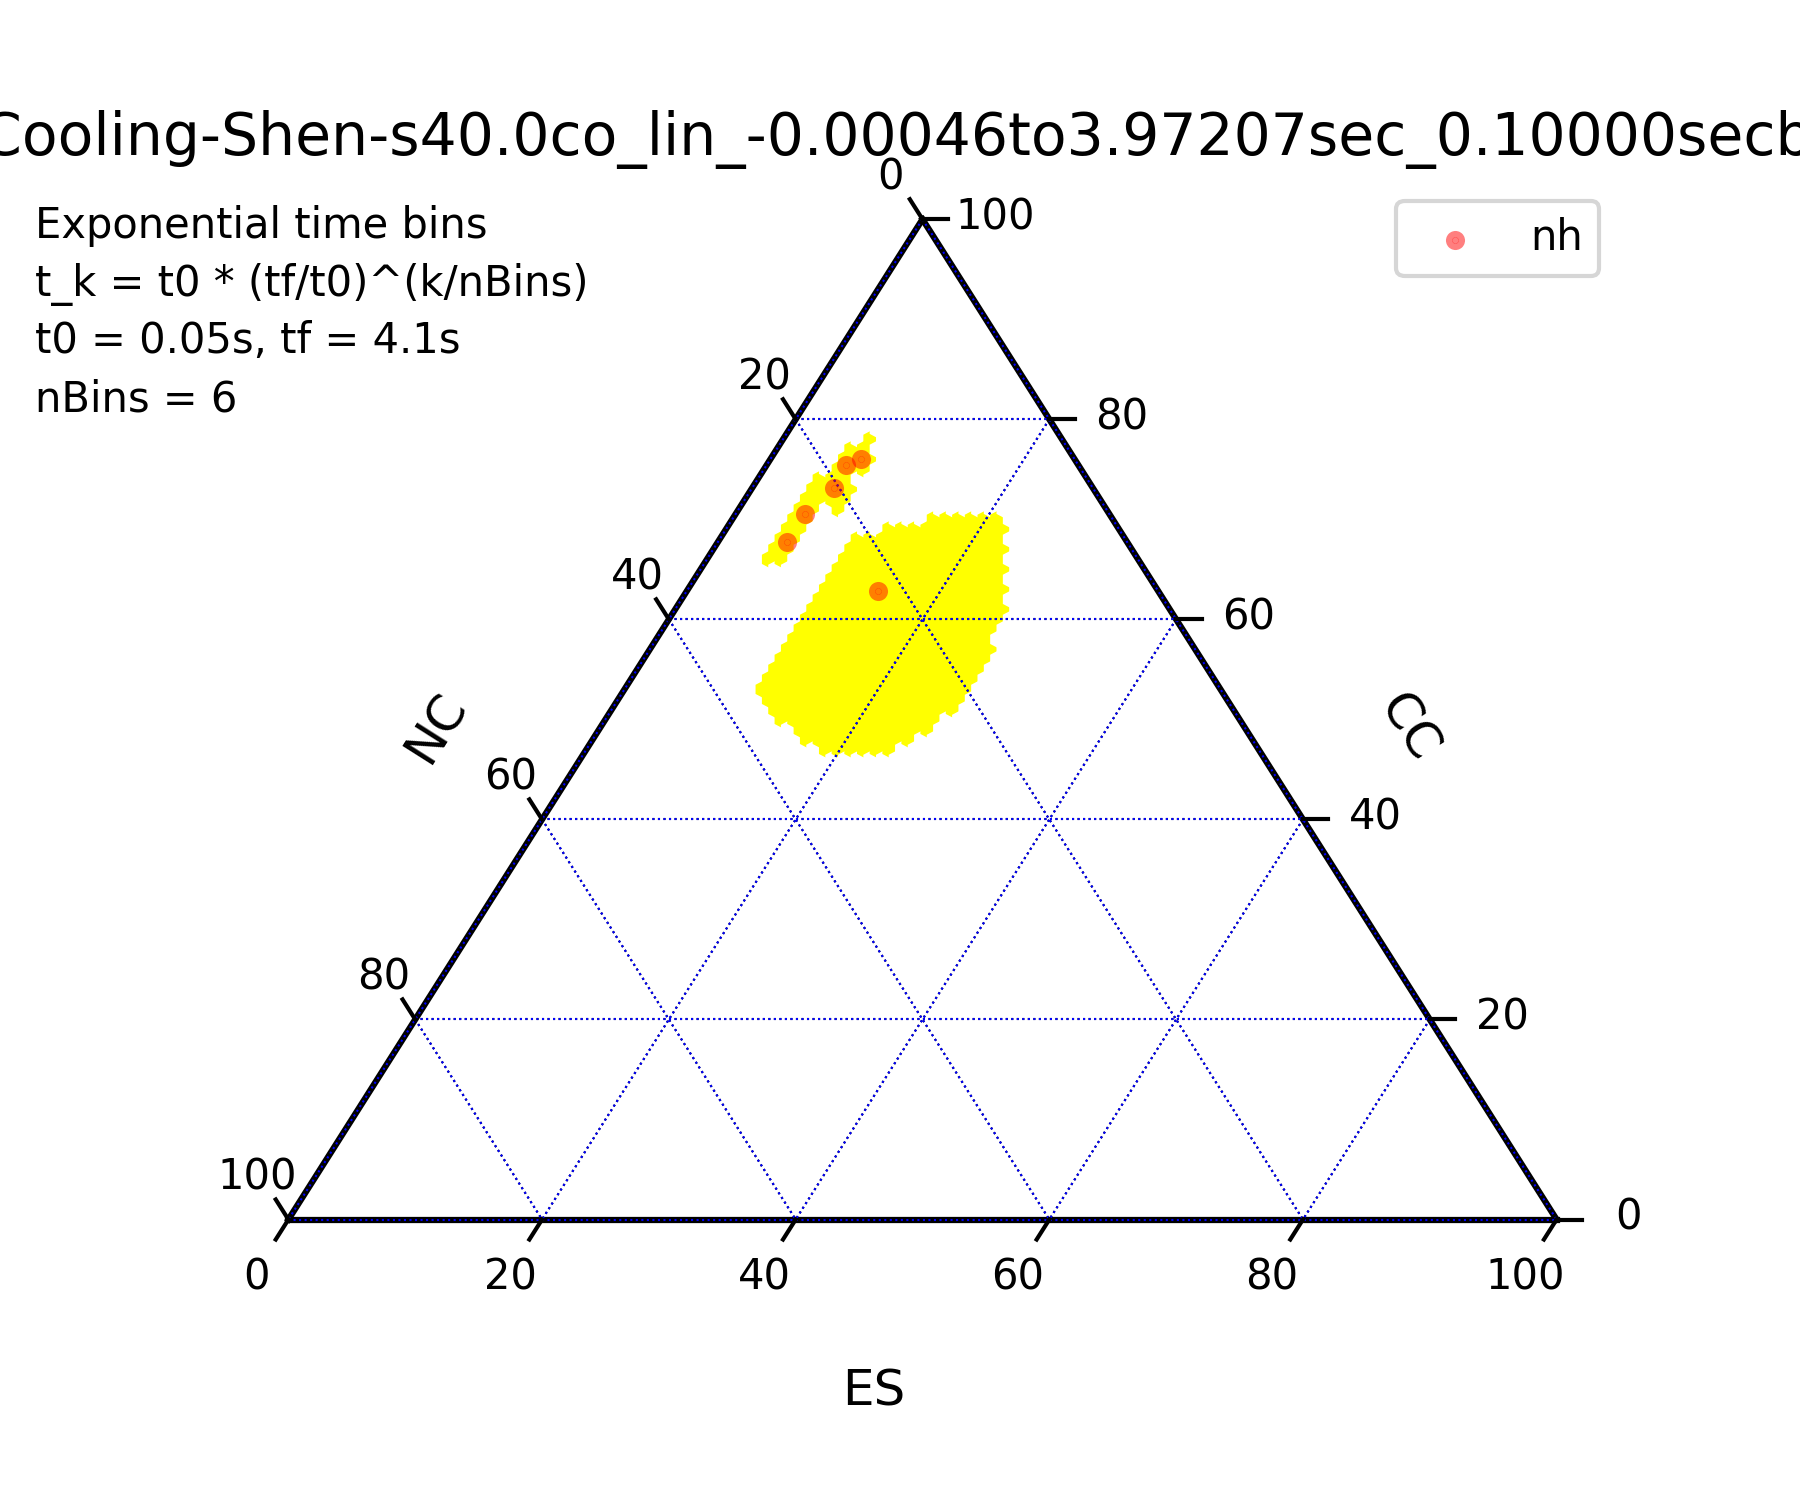 Cooling-Shen-s40.0co_lin_-0.00046to3.97207sec_0.10000secb
Exponential time bins
t_k = t0 * (tf/t0)^(k/nBins)
t0 = 0.05s, tf = 4.1s
nBins = 6
nh
0
100
20
80
40
60
NC
CC
60
40
80
20
100
0
0
20
40
60
80
100
ES